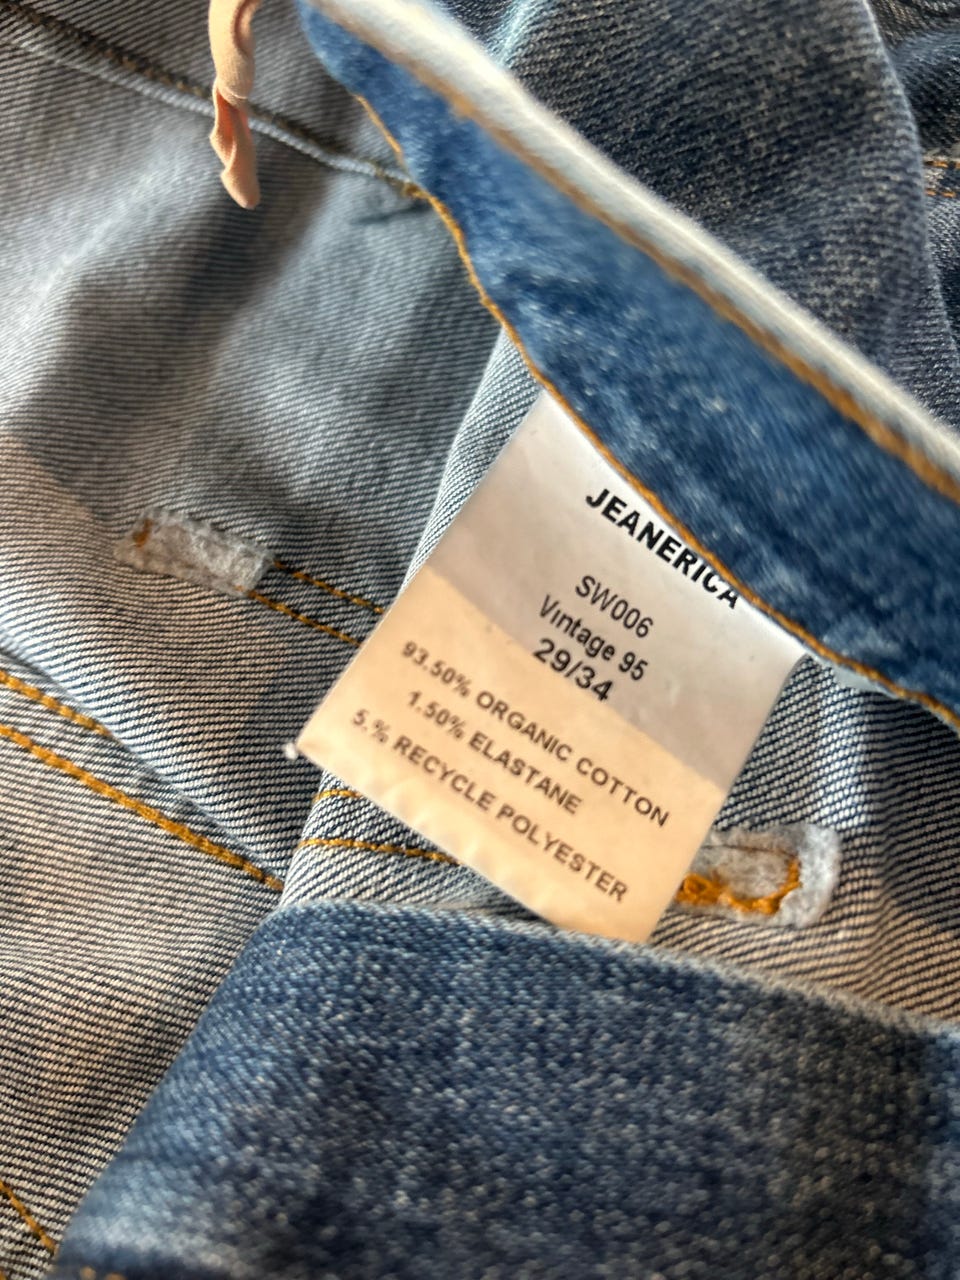 JEANERICA
SW006
Vintage 95
29/34
93.50% ORGANIC COTTON
1.50% ELASTANE
5.% RECYCLE POLYESTER